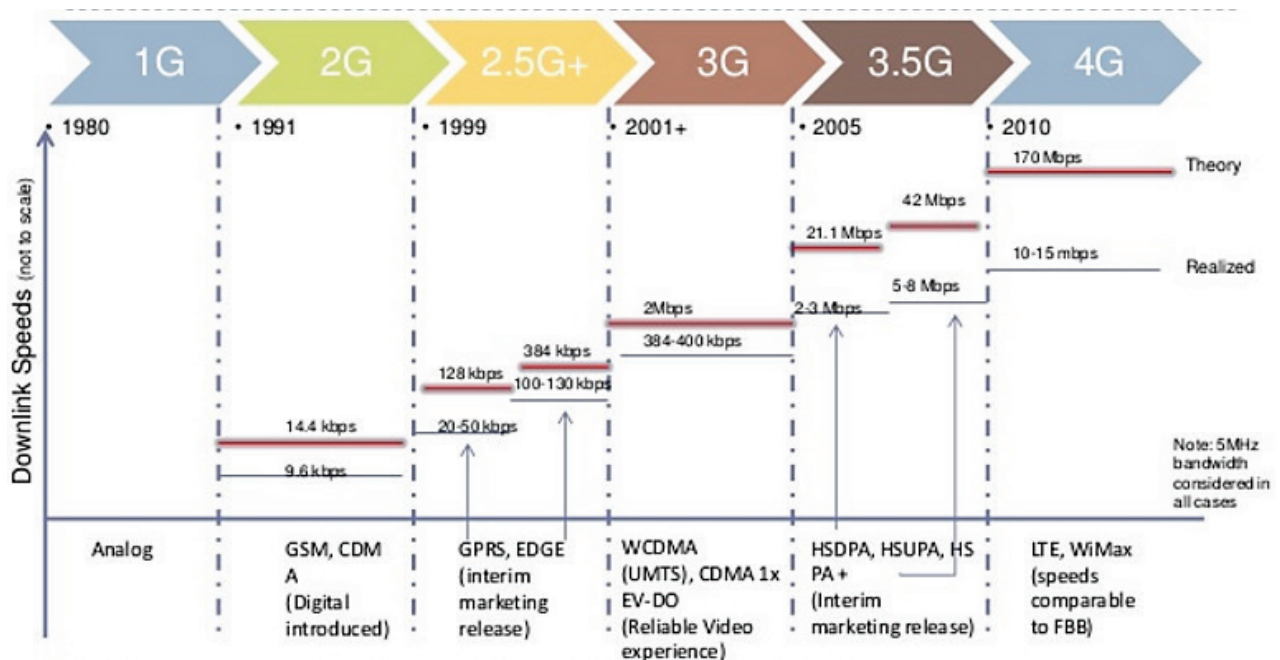 1G
2G
2.5G+
3G
3.5G
4G
• 1980
• 1991
• 1999
• 2001+
• 2005
• 2010
Downlink Speeds (not to scale)
170 Mbps
Theory
42 Mbps
21.1 Mbps
10-15 mbps
Realized
5-8 Mbps
2-3 Mbps
2Mbps
384-400 kbps
384 kbps
128 kbps
100-130 kbps
20-50 kbps
14.4 kbps
9.6 kbps
Note: 5MHz
bandwidth
considered in
all cases
Analog
GSM, CDM
A
(Digital
introduced)
GPRS, EDGE
(interim
marketing
release)
WCDMA
(UMTS), CDMA 1x
EV-DO
(Reliable Video
experience)
HSDPA, HSUPA, HS
PA+
(Interim
marketing release)
LTE, WiMax
(speeds
comparable
to FBB)